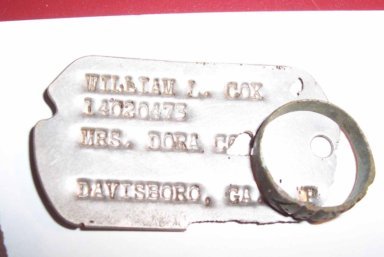 WILLIAM L. COX
14020475
MRS. DORA
DAVISBORO, GA.